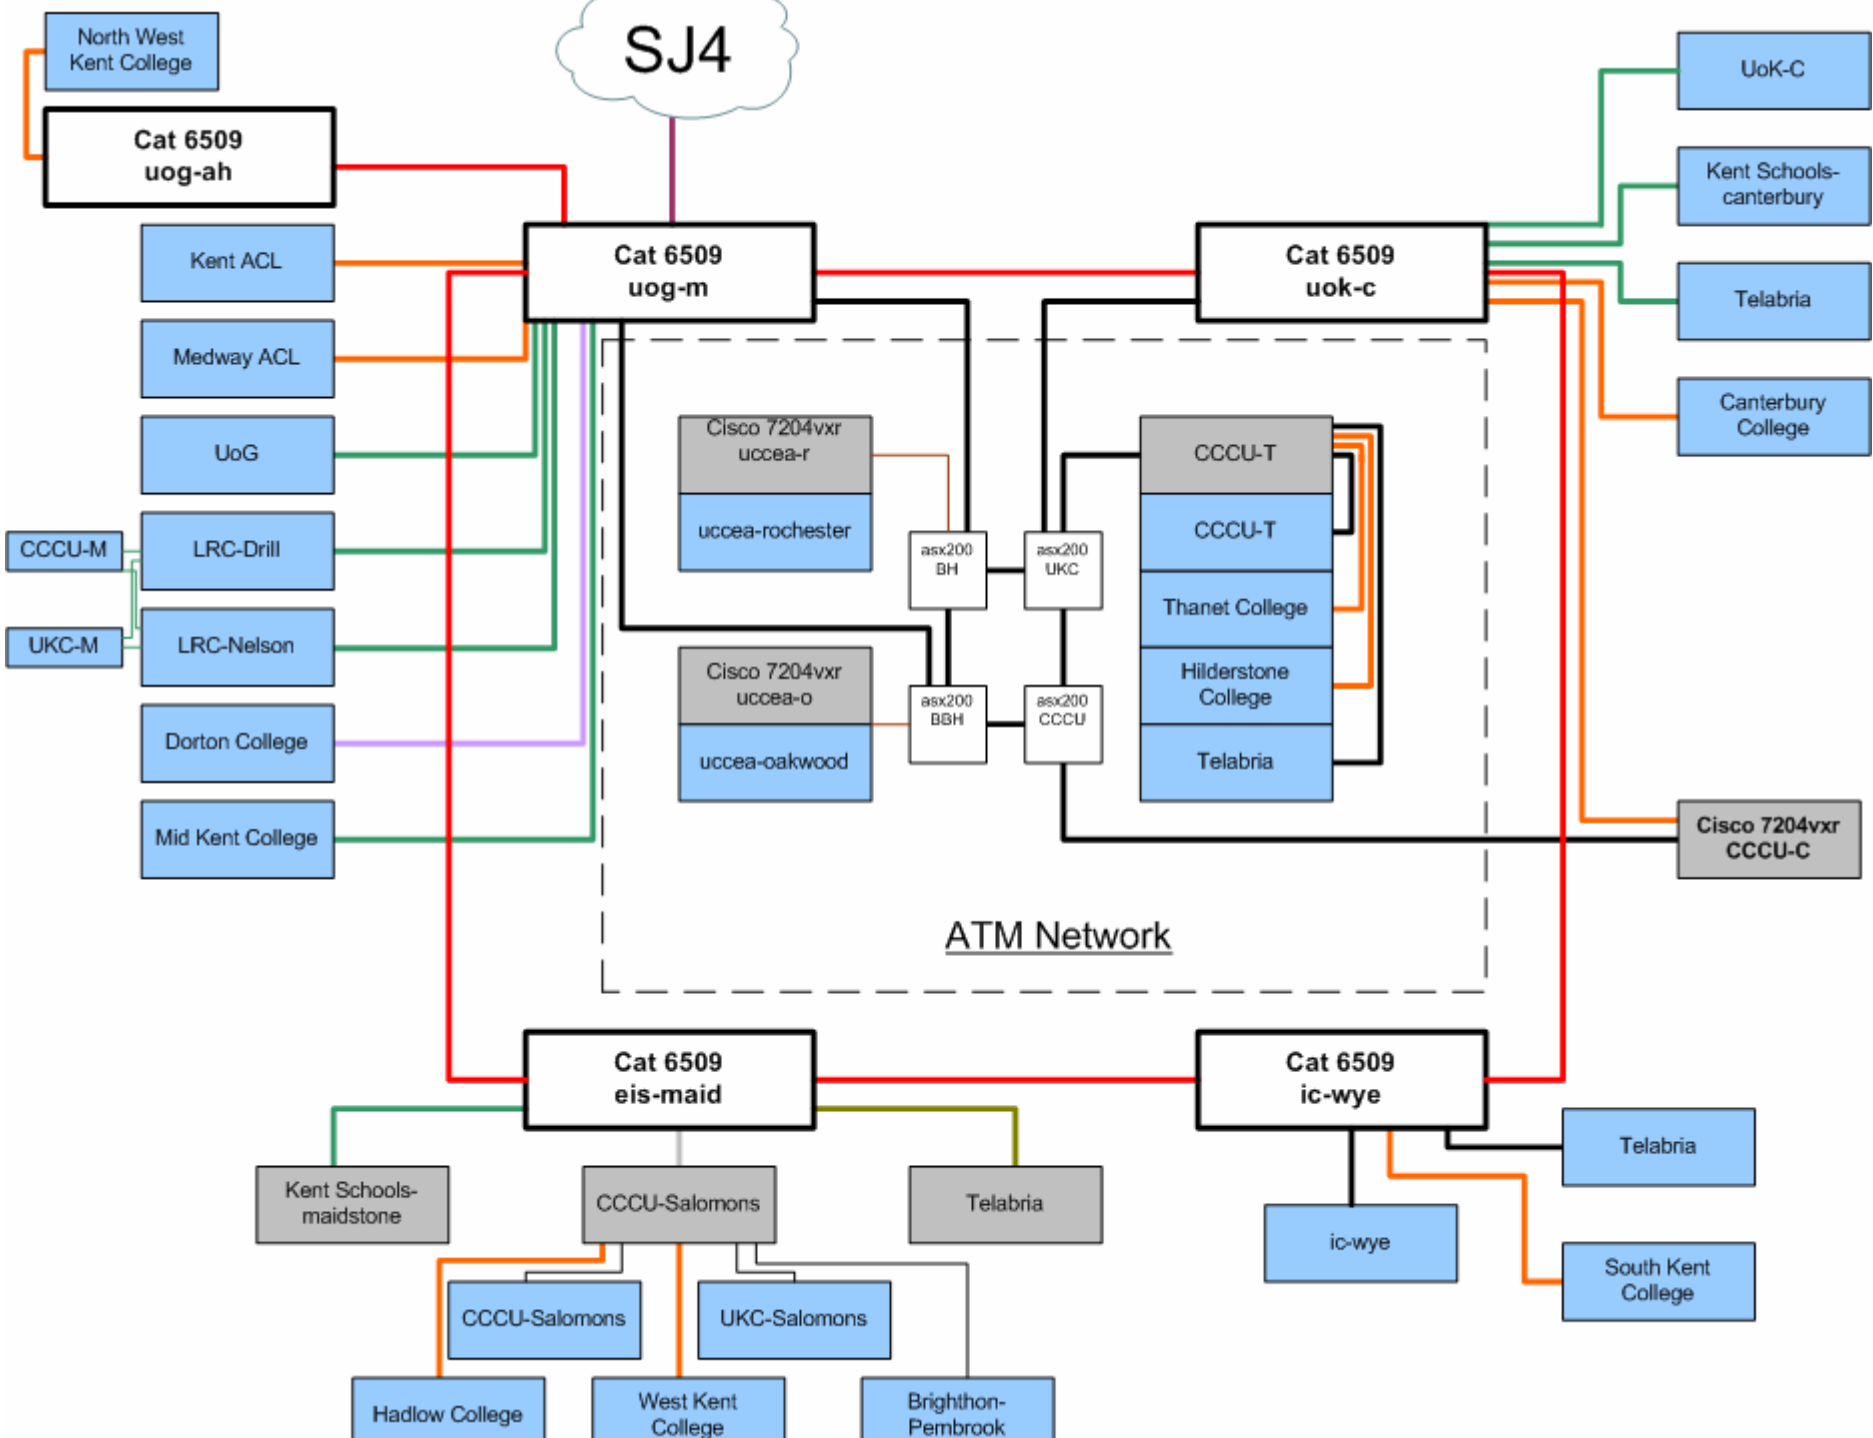 North West
Kent College
SJ4
UoK-C
Cat 6509
uog-ah
Kent Schools-
canterbury
Kent ACL
Cat 6509
uog-m
Cat 6509
uok-c
Telabria
Medway ACL
Canterbury
College
UoG
Cisco 7204vxr
uccea-r
uccea-rochester
CCCU-T
CCCU-T
Thanet College
Hilderstone
College
Telabria
CCCU-M
LRC-Drill
asx200
BH
asx200
UKC
UKC-M
LRC-Nelson
Cisco 7204vxr
uccea-o
uccea-oakwood
asx200
BBH
asx200
CCCU
Dorton College
Mid Kent College
Cisco 7204vxr
CCCU-C
ATM Network
Cat 6509
eis-maid
Cat 6509
ic-wye
Telabria
Kent Schools-
maidstone
CCCU-Salomons
Telabria
ic-wye
South Kent
College
CCCU-Salomons
UKC-Salomons
Hadlow College
West Kent
College
Brighthon-
Pembrook